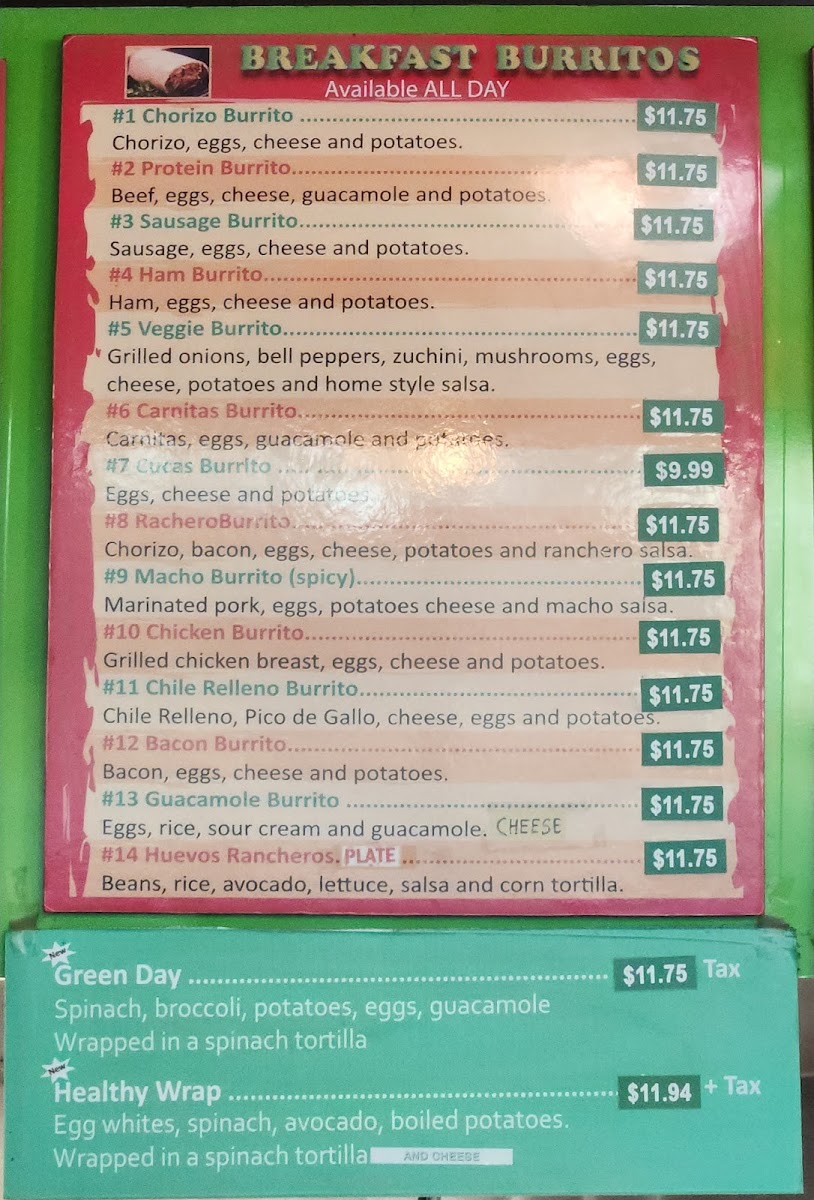 BREAKFAST BURRITOS
Available ALL DAY
#1 Chorizo Burrito ........................................ $11.75
Chorizo, eggs, cheese and potatoes.
#2 Protein Burrito........................................ $11.75
Beef, eggs, cheese, guacamole and potatoes.
#3 Sausage Burrito........................................ $11.75
Sausage, eggs, cheese and potatoes.
#4 Ham Burrito........................................ $11.75
Ham, eggs, cheese and potatoes.
#5 Veggie Burrito........................................ $11.75
Grilled onions, bell peppers, zuchini, mushrooms, eggs,
cheese, potatoes and home style salsa.
#6 Carnitas Burrito........................................ $11.75
Carnitas, eggs, guacamole and potatoes.
#7 Cucas Burrito ........................................ $9.99
Eggs, cheese and potatoes.
#8 RacheroBurrito........................................ $11.75
Chorizo, bacon, eggs, cheese, potatoes and ranchero salsa.
#9 Macho Burrito (spicy)........................................ $11.75
Marinated pork, eggs, potatoes cheese and macho salsa.
#10 Chicken Burrito........................................ $11.75
Grilled chicken breast, eggs, cheese and potatoes.
#11 Chile Relleno Burrito........................................ $11.75
Chile Relleno, Pico de Gallo, cheese, eggs and potatoes.
#12 Bacon Burrito........................................ $11.75
Bacon, eggs, cheese and potatoes.
#13 Guacamole Burrito ........................................ $11.75
Eggs, rice, sour cream and guacamole. CHEESE
#14 Huevos Rancheros. PLATE ........................................ $11.75
Beans, rice, avocado, lettuce, salsa and corn tortilla.
New
Green Day ........................................ $11.75 Tax
Spinach, broccoli, potatoes, eggs, guacamole
Wrapped in a spinach tortilla
New
Healthy Wrap ........................................ $11.94 + Tax
Egg whites, spinach, avocado, boiled potatoes.
Wrapped in a spinach tortilla AND CHEESE